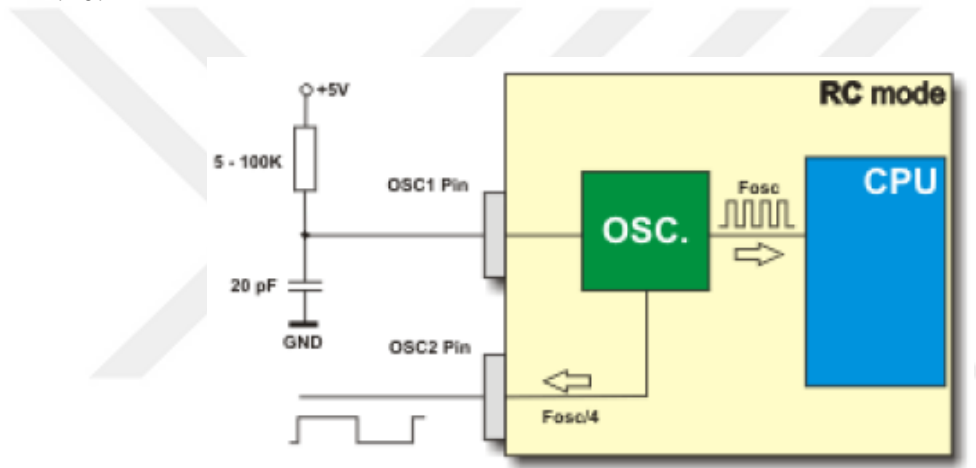 RC mode
+5V
5 - 100K
OSC1 Pin
OSC.
Fosc
CPU
20 pF
GND
OSC2 Pin
Fosc/4